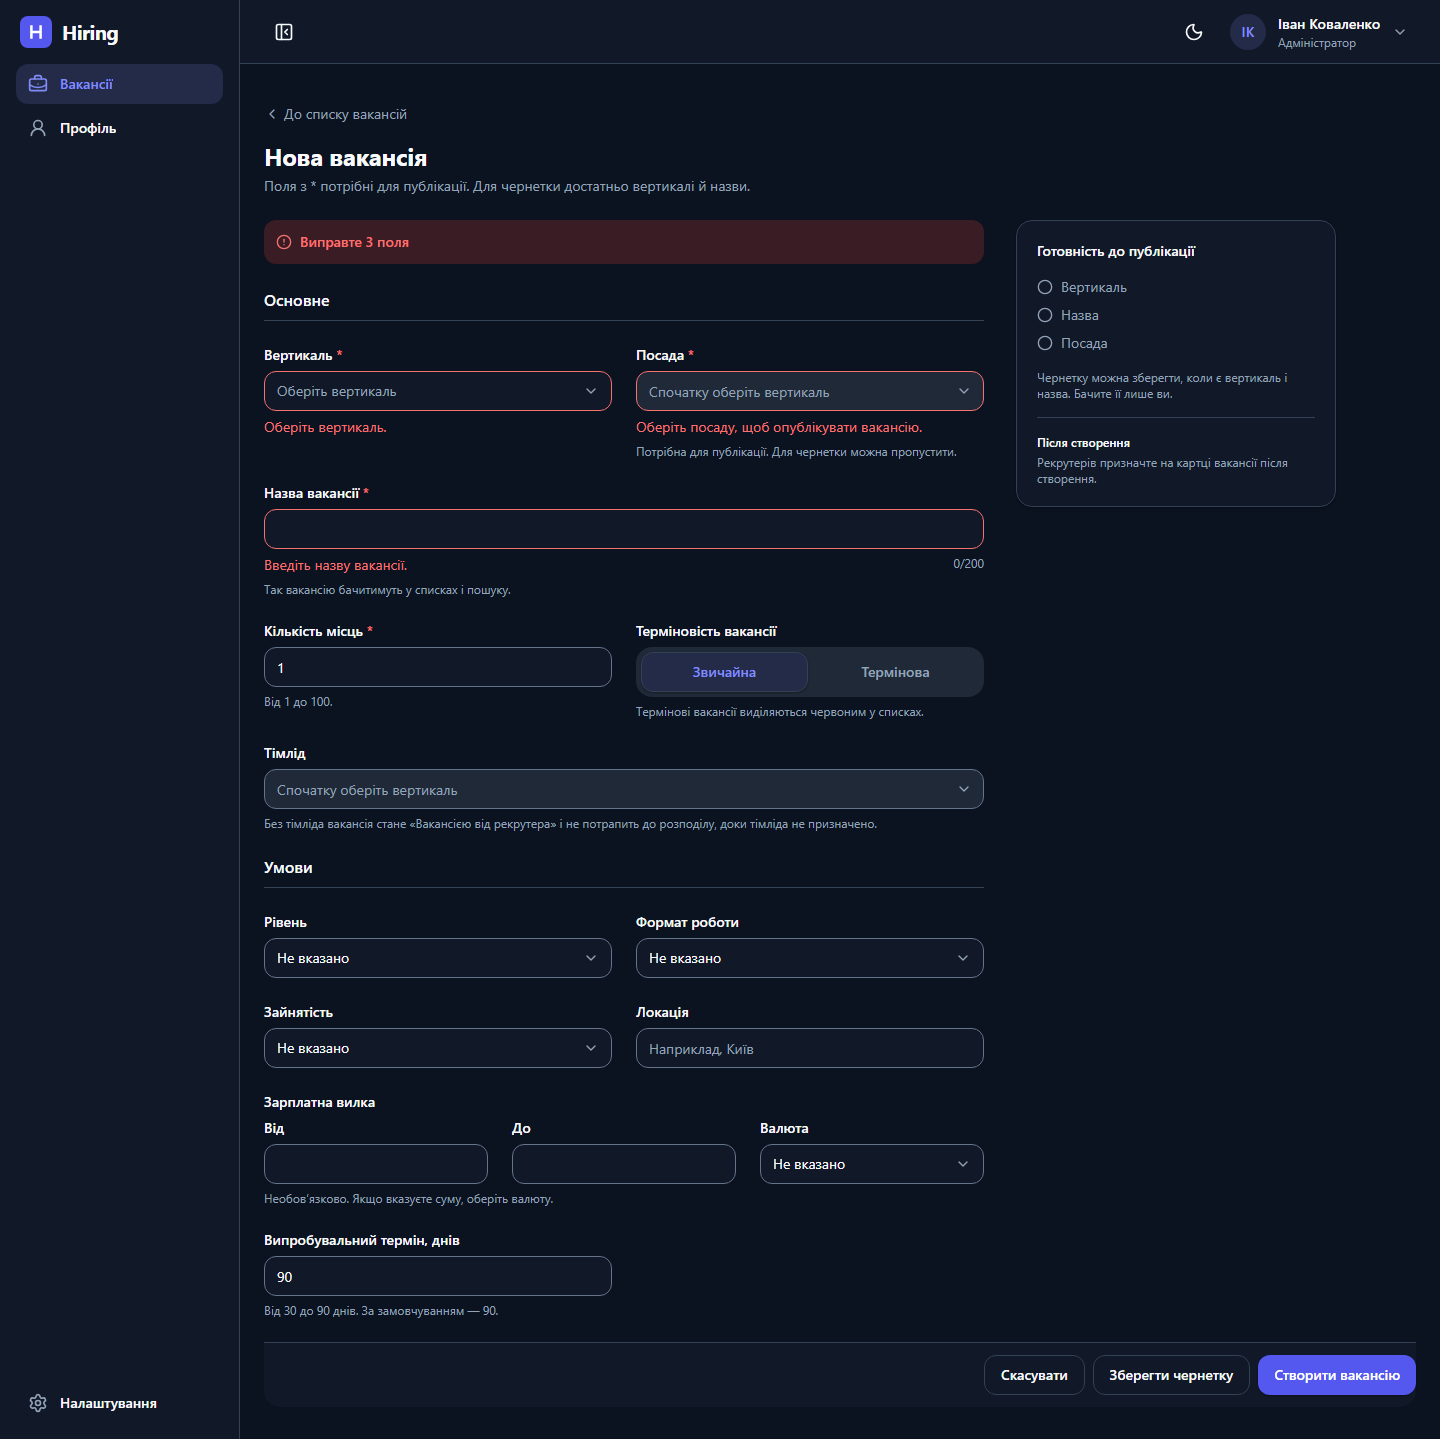 H Hiring
Вакансії
Профіль
Налаштування
ІК
Іван Коваленко
Адміністратор
До списку вакансій
Нова вакансія
Поля з * потрібні для публікації. Для чернетки достатньо вертикалі й назви.
Виправте 3 поля
Основне
Вертикаль *
Оберіть вертикаль
Оберіть вертикаль.
Посада *
Спочатку оберіть вертикаль
Оберіть посаду, щоб опублікувати вакансію.
Потрібна для публікації. Для чернетки можна пропустити.
Назва вакансії *
Введіть назву вакансії.
0/200
Так вакансію бачитимуть у списках і пошуку.
Кількість місць *
1
Від 1 до 100.
Терміновість вакансії
Звичайна
Термінова
Термінові вакансії виділяються червоним у списках.
Тімлід
Спочатку оберіть вертикаль
Без тімліда вакансія стане «Вакансією від рекрутера» і не потрапить до розподілу, доки тімліда не призначено.
Умови
Рівень
Не вказано
Формат роботи
Не вказано
Зайнятість
Не вказано
Локація
Наприклад, Київ
Зарплатна вилка
Від
До
Валюта
Не вказано
Необов’язково. Якщо вказуєте суму, оберіть валюту.
Випробувальний термін, днів
90
Від 30 до 90 днів. За замовчуванням — 90.
Скасувати
Зберегти чернетку
Створити вакансію
Готовність до публікації
Вертикаль
Назва
Посада
Чернетку можна зберегти, коли є вертикаль і
назва. Бачите її лише ви.
Після створення
Рекрутерів призначте на картці вакансії після
створення.